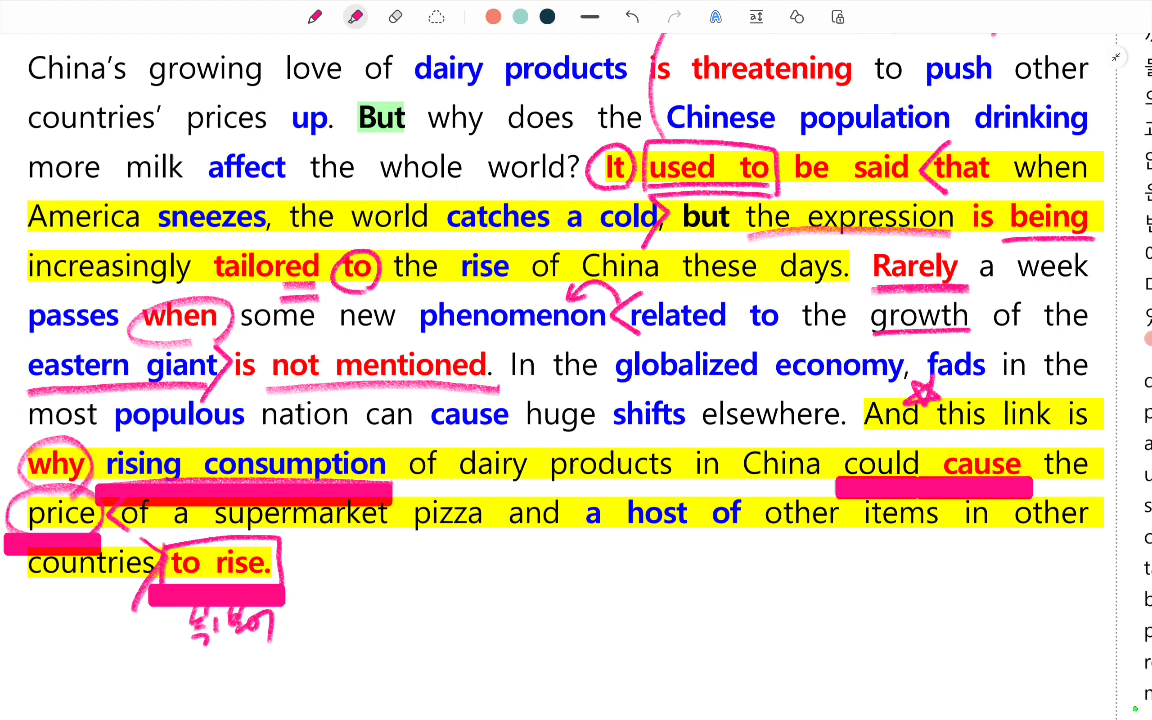 China’s growing love of dairy products is threatening to push other
countries’ prices up. But why does the Chinese population drinking
more milk affect the whole world? It used to be said that when
America sneezes, the world catches a cold, but the expression is being
increasingly tailored to the rise of China these days. Rarely a week
passes when some new phenomenon related to the growth of the
eastern giant is not mentioned. In the globalized economy, fads in the
most populous nation can cause huge shifts elsewhere. And this link is
why rising consumption of dairy products in China could cause the
price of a supermarket pizza and a host of other items in other
countries to rise.